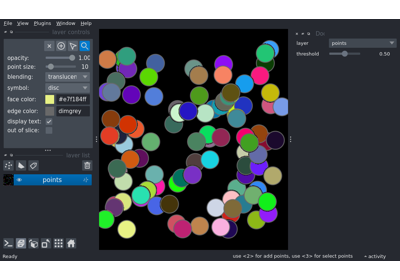 File View Plugins Window Help
layer controls
opacity: 1.00
point size: 10
blending: translucen
symbol: disc
face color: #e7f184ff
edge color: dimgrey
display text:
out of slice:
layer list
points
layer points
threshold 0.50
Ready use <2> for add points, use <3> for select points activity